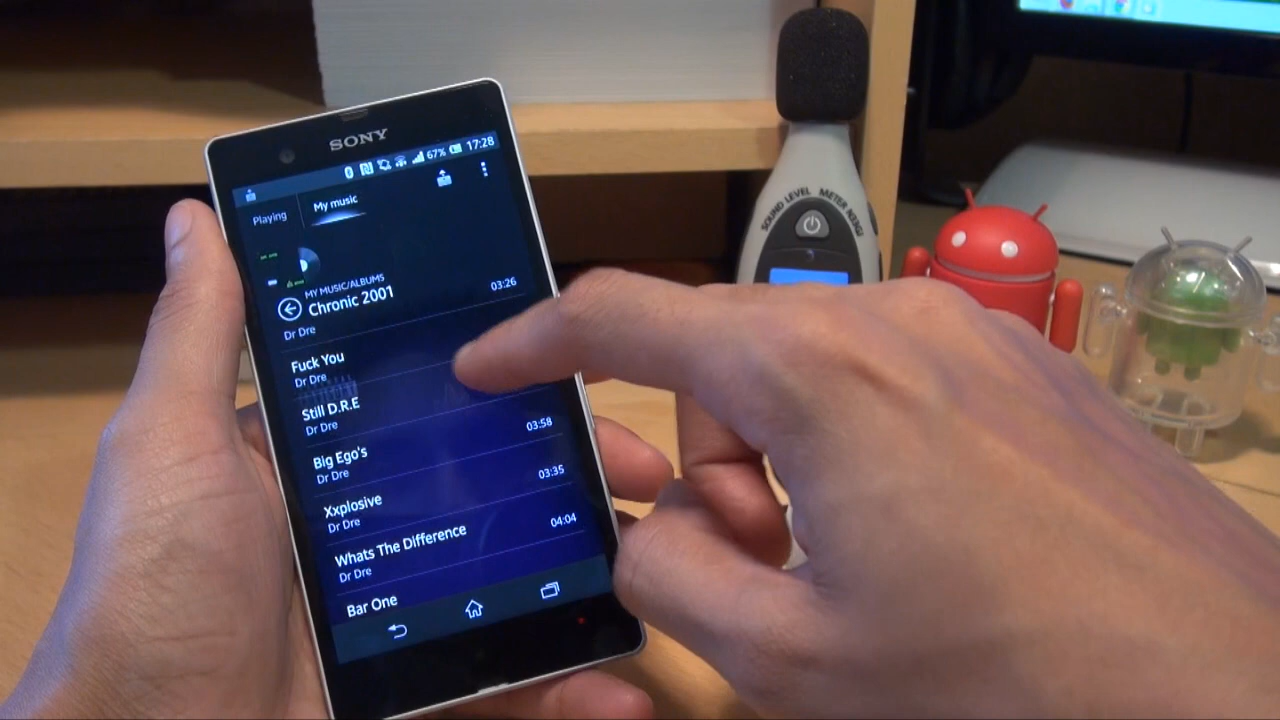 SONY
67% 17:28
Playing
My music
MY MUSIC/ALBUMS
Chronic 2001
03:26
Dr Dre
Fuck You
Dr Dre
Still D.R.E
Dr Dre
Big Ego's
03:58
Dr Dre
Xxplosive
03:35
Dr Dre
Whats The Difference
04:04
Dr Dre
Bar One
SOUND LEVEL METER N33GJ